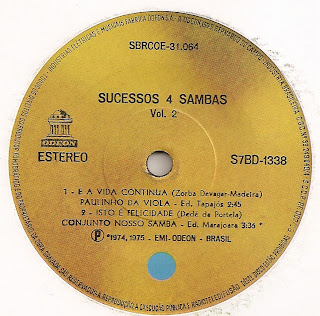 SBRCOE-31.064
SUCESSOS 4 SAMBAS
Vol. 2
ODEON
ESTEREO
S7BD-1338
1 - E A VIDA CONTINUA (Zorba Devagar-Madeira)
PAULINHO DA VIOLA - Ed. Tapajós 2:45
2 - ISTO É FELICIDADE (Dedé da Portela)
CONJUNTO NOSSO SAMBA - Ed. Marajoara 3:36 *
P *1974, 1975 - EMI-ODEON - BRASIL